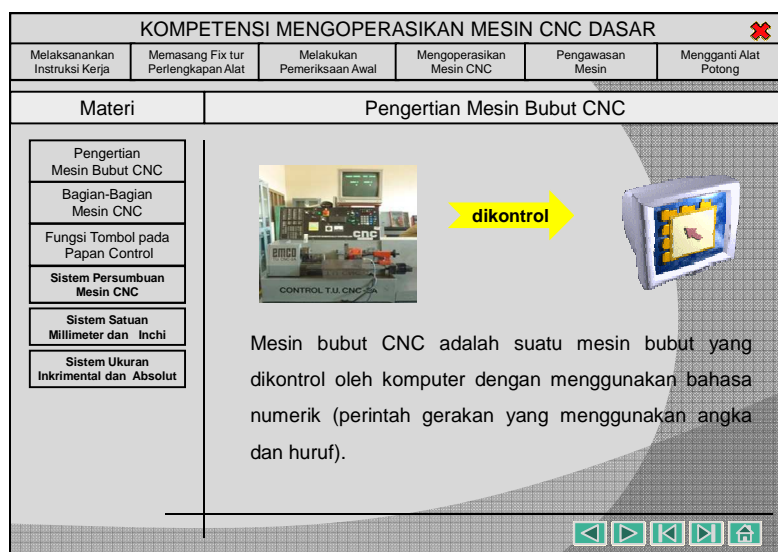 KOMPETENSI MENGOPERASIKAN MESIN CNC DASAR
Melaksanankan
Instruksi Kerja
Memasang Fix tur
Perlengkapan Alat
Melakukan
Pemeriksaan Awal
Mengoperasikan
Mesin CNC
Pengawasan
Mesin
Mengganti Alat
Potong
Materi
Pengertian Mesin Bubut CNC
Pengertian
Mesin Bubut CNC
Bagian-Bagian
Mesin CNC
Fungsi Tombol pada
Papan Control
Sistem Persumbuan
Mesin CNC
Sistem Satuan
Millimeter dan Inchi
Sistem Ukuran
Inkrimental dan Absolut
cnc
emco
CONTROL T.U. CNC-2A
dikontrol
Mesin bubut CNC adalah suatu mesin bubut yang
dikontrol oleh komputer dengan menggunakan bahasa
numerik (perintah gerakan yang menggunakan angka
dan huruf).